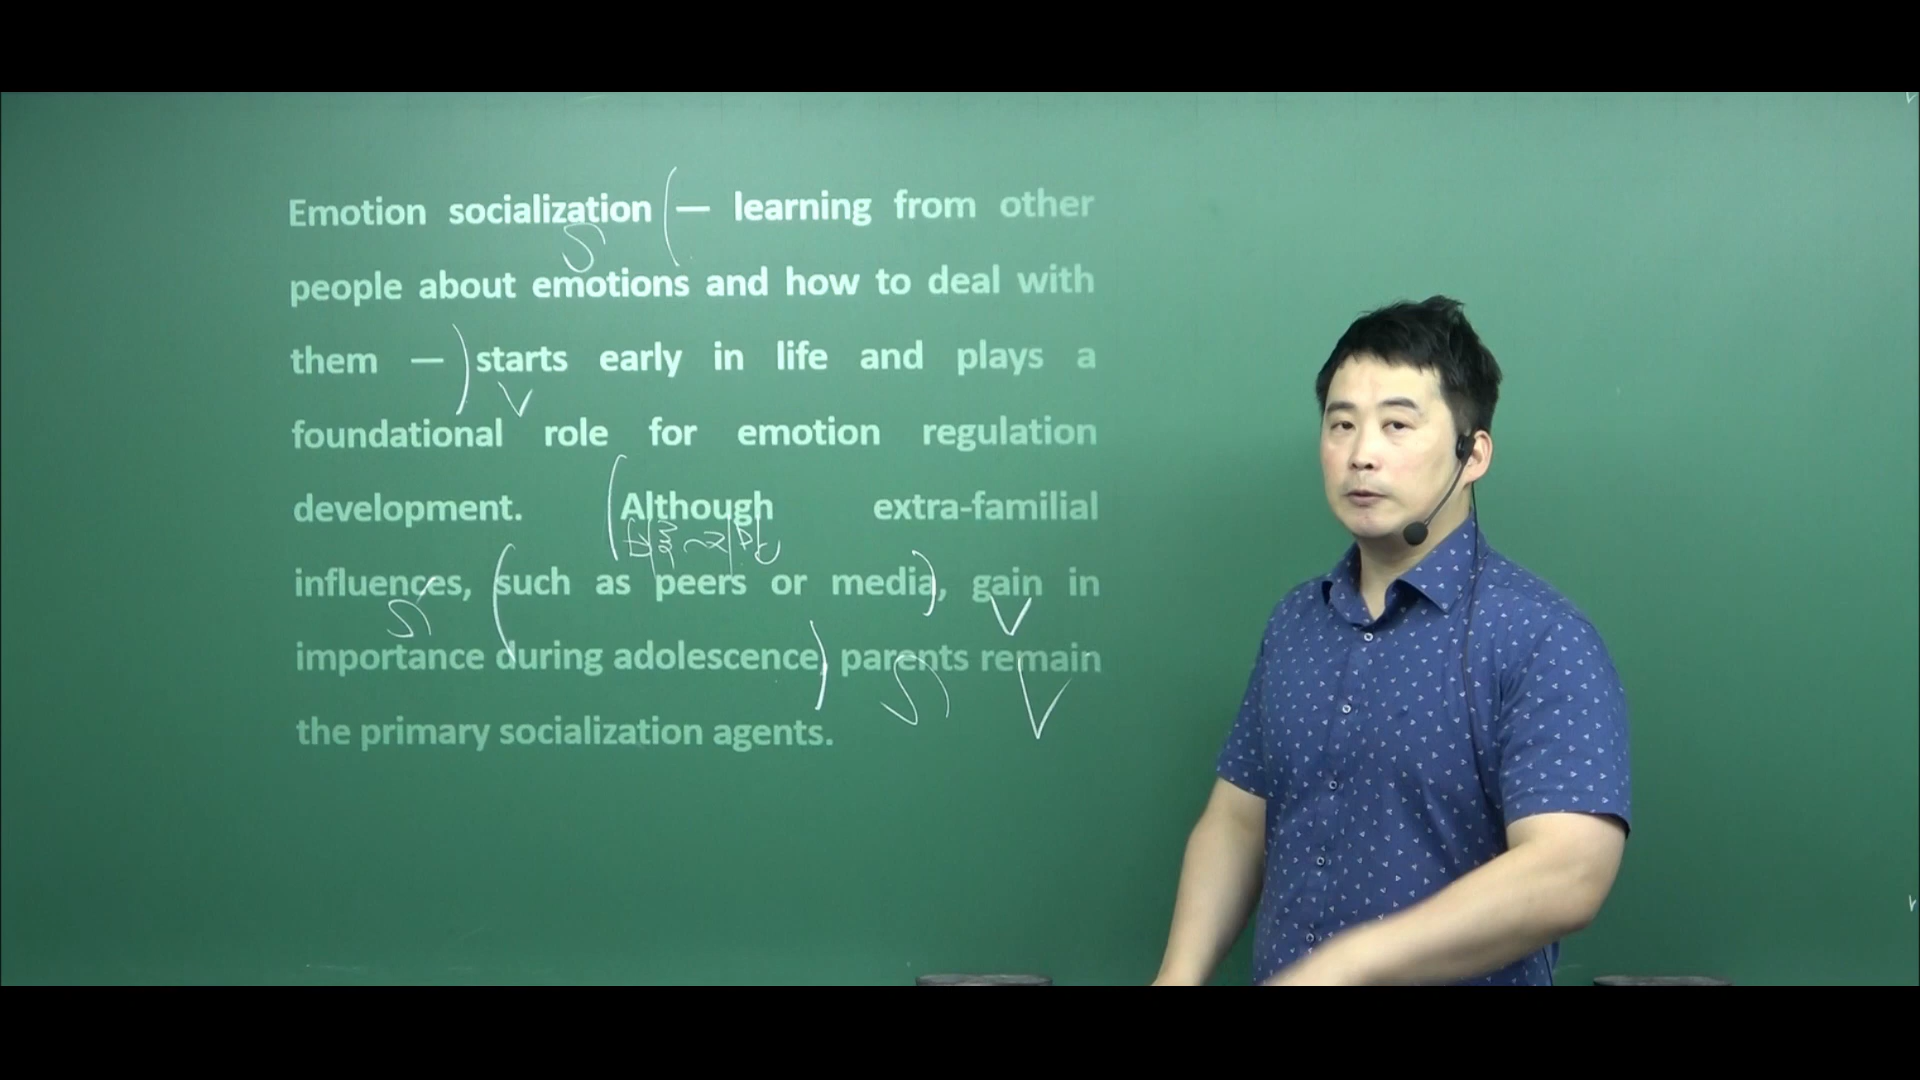 Emotion socialization ( — learning from other
S
people about emotions and how to deal with
them — ) starts early in life and plays a
V
foundational role for emotion regulation
development. ( Although extra-familial
influences, ( such as peers or media ), gain in
S V
importance during adolescence, ) parents remain
S V
the primary socialization agents.